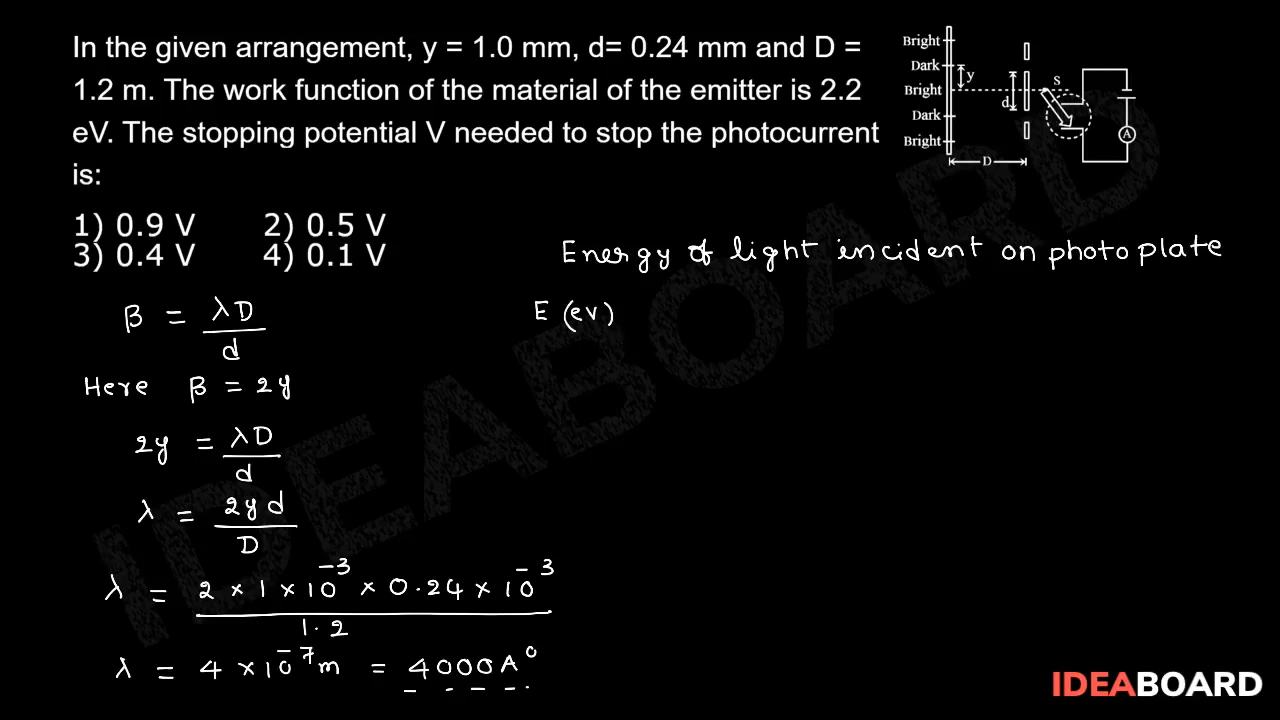 In the given arrangement, y = 1.0 mm, d= 0.24 mm and D =
1.2 m. The work function of the material of the emitter is 2.2
eV. The stopping potential V needed to stop the photocurrent
is:
1) 0.9 V 2) 0.5 V
3) 0.4 V 4) 0.1 V
Bright
Dark
Bright
Dark
Bright
y
d
S
A
D
Energy of light incident on photoplate
E (ev)
β = λD
d
Here β = 2y
2y = λD
d
λ = 2yd
D
λ = 2 × 1 × 10⁻³ × 0.24 × 10⁻³
1.2
λ = 4 × 10⁻⁷ m = 4000A⁰
IDEABOARD
IDEABOARD